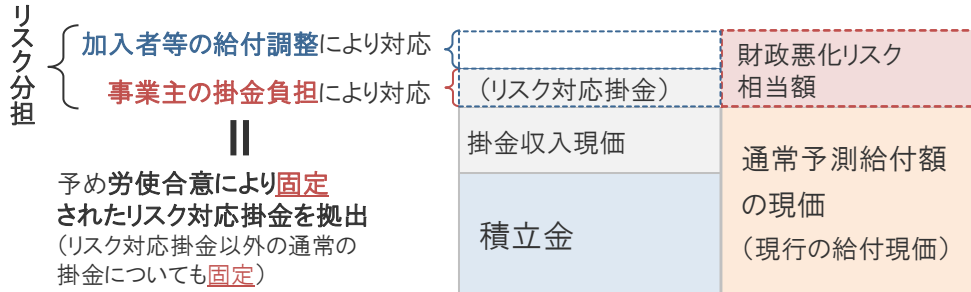 リスク分担
加入者等の給付調整により対応
事業主の掛金負担により対応
予め労使合意により固定
されたリスク対応掛金を拠出
（リスク対応掛金以外の通常の
掛金についても固定）
（リスク対応掛金）
掛金収入現価
積立金
財政悪化リスク
相当額
通常予測給付額
の現価
（現行の給付現価）